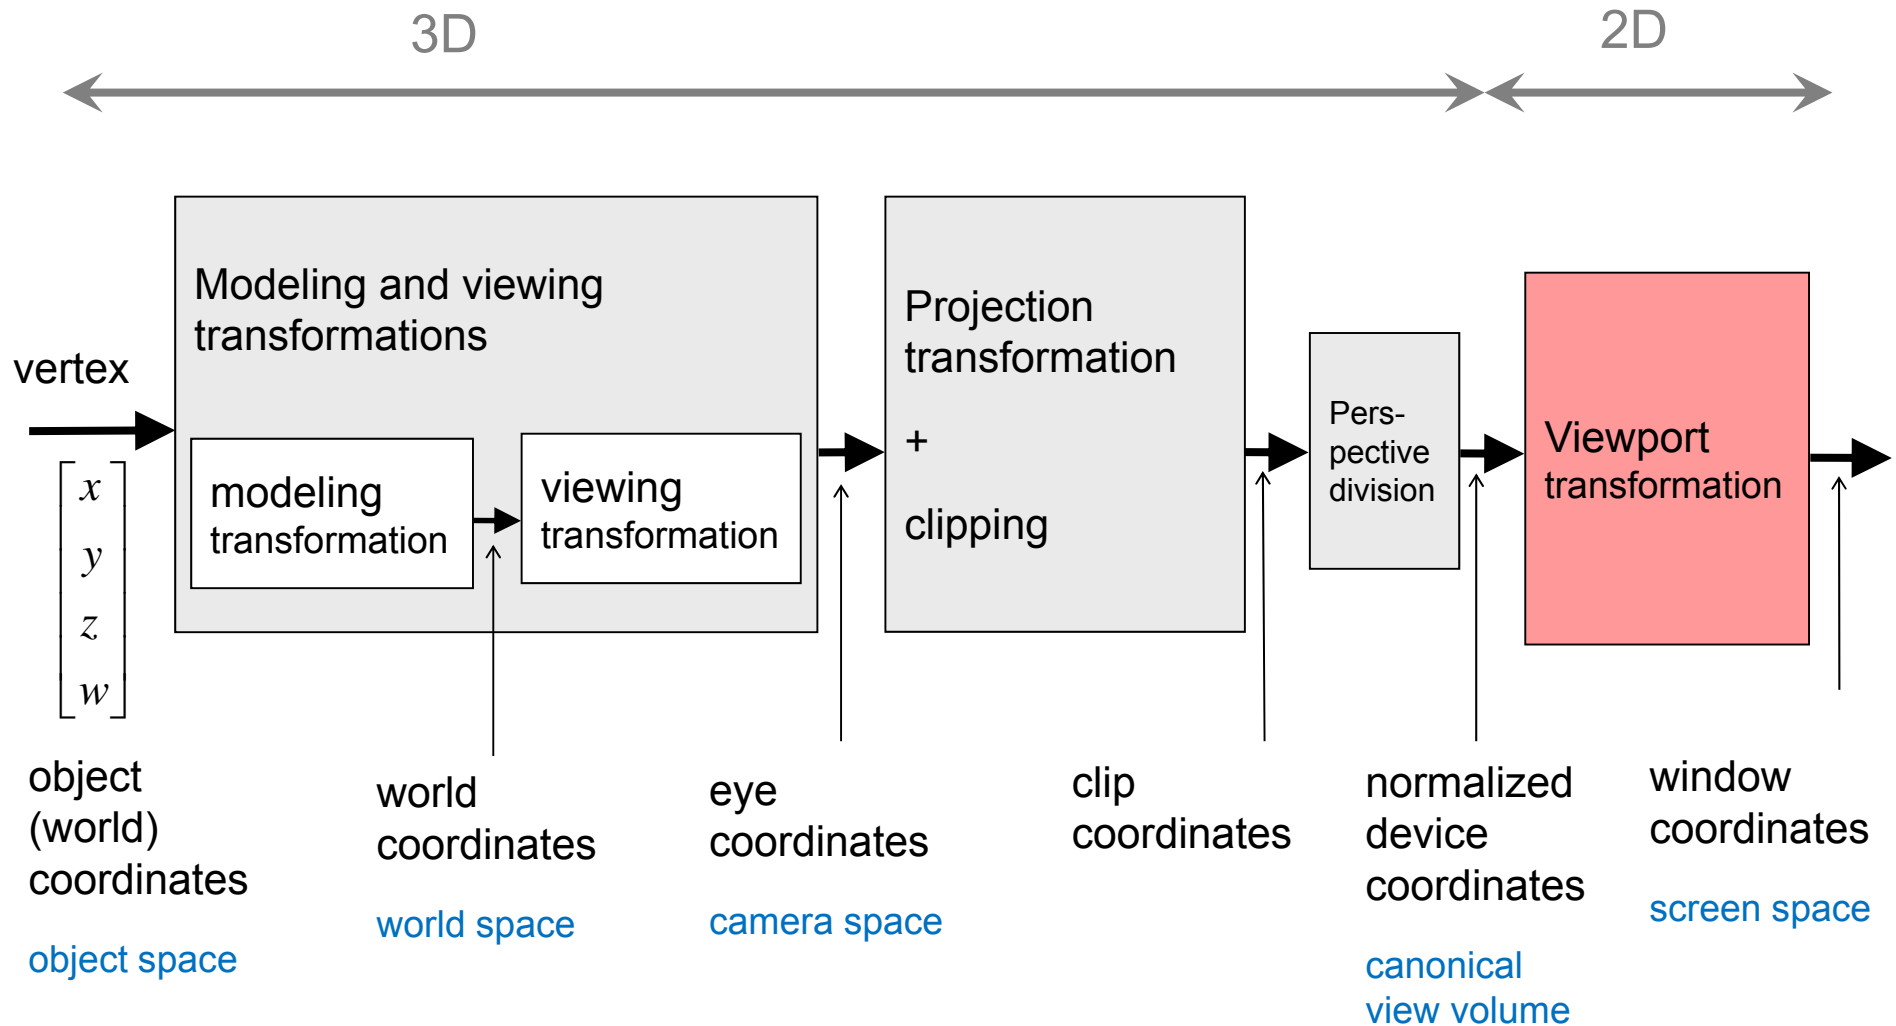 3D
2D
Modeling and viewing
transformations
Projection
transformation
+
clipping
vertex
Pers-
pective
division
Viewport
transformation
modeling
transformation
viewing
transformation
x
y
z
w
object
(world)
coordinates
object space
world
coordinates
world space
eye
coordinates
camera space
clip
coordinates
normalized
device
coordinates
canonical
view volume
window
coordinates
screen space